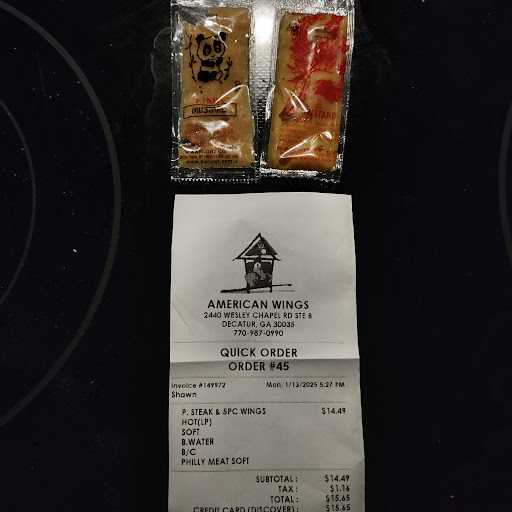 MUSTARD
MUSTARD
AMERICAN WINGS
2440 WESLEY CHAPEL RD STE B
DECATUR, GA 30035
770-987-0990
QUICK ORDER
ORDER #45
Invoice #149972 Mon, 1/13/2025 5:27 PM
Shawn
P. STEAK & 5PC WINGS $14.49
HOT(LP)
SOFT
B.WATER
B/C
PHILLY MEAT SOFT
SUBTOTAL : $14.49
TAX : $1.16
TOTAL : $15.65
CREDIT CARD (DISCOVER) : $15.65